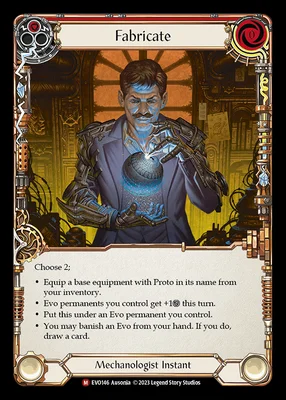 Fabricate
Choose 2;
• Equip a base equipment with Proto in its name from
your inventory.
• Evo permanents you control get +1 this turn.
• Put this under an Evo permanent you control.
• You may banish an Evo from your hand. If you do,
draw a card.
Mechanologist Instant
M EVO146 Ausonia ©2023 Legend Story Studios